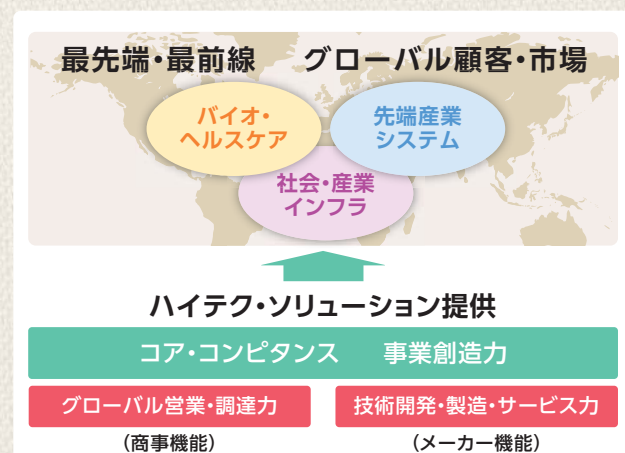 最先端・最前線　グローバル顧客・市場
バイオ・
ヘルスケア
先端産業
システム
社会・産業
インフラ
ハイテク・ソリューション提供
コア・コンピタンス　事業創造力
グローバル営業・調達力
技術開発・製造・サービス力
（商事機能）
（メーカー機能）